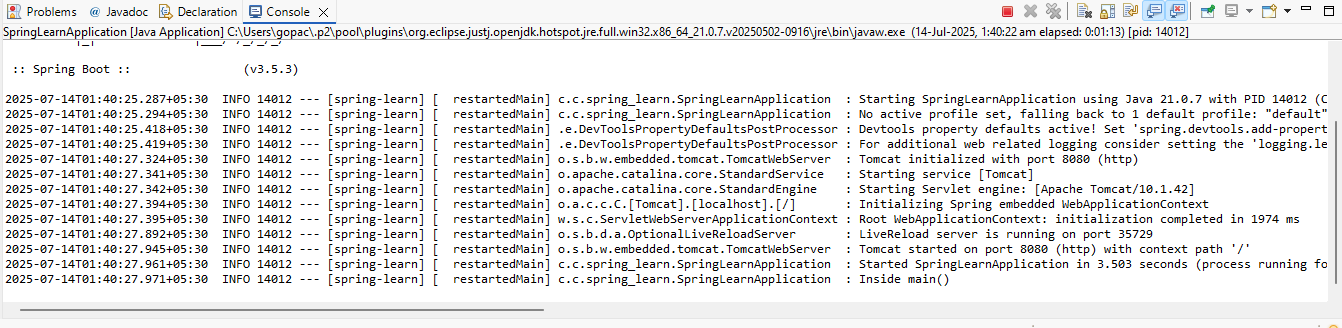 Problems @ Javadoc Declaration Console
SpringLearnApplication [Java Application] C:\Users\gopac\.p2\pool\plugins\org.eclipse.justj.openjdk.hotspot.jre.full.win32.x86_64_21.0.7.v20250502-0916\jre\bin\javaw.exe (14-Jul-2025, 1:40:22 am elapsed: 0:01:13) [pid: 14012]
:: Spring Boot :: (v3.5.3)
2025-07-14T01:40:25.287+05:30 INFO 14012 --- [spring-learn] [ restartedMain] c.c.spring_learn.SpringLearnApplication : Starting SpringLearnApplication using Java 21.0.7 with PID 14012 (C
2025-07-14T01:40:25.294+05:30 INFO 14012 --- [spring-learn] [ restartedMain] c.c.spring_learn.SpringLearnApplication : No active profile set, falling back to 1 default profile: "default"
2025-07-14T01:40:25.418+05:30 INFO 14012 --- [spring-learn] [ restartedMain] .e.DevToolsPropertyDefaultsPostProcessor : Devtools property defaults active! Set 'spring.devtools.add-propert
2025-07-14T01:40:25.419+05:30 INFO 14012 --- [spring-learn] [ restartedMain] .e.DevToolsPropertyDefaultsPostProcessor : For additional web related logging consider setting the 'logging.le
2025-07-14T01:40:27.324+05:30 INFO 14012 --- [spring-learn] [ restartedMain] o.s.b.w.embedded.tomcat.TomcatWebServer : Tomcat initialized with port 8080 (http)
2025-07-14T01:40:27.341+05:30 INFO 14012 --- [spring-learn] [ restartedMain] o.apache.catalina.core.StandardService : Starting service [Tomcat]
2025-07-14T01:40:27.342+05:30 INFO 14012 --- [spring-learn] [ restartedMain] o.apache.catalina.core.StandardEngine : Starting Servlet engine: [Apache Tomcat/10.1.42]
2025-07-14T01:40:27.394+05:30 INFO 14012 --- [spring-learn] [ restartedMain] o.a.c.c.C.[Tomcat].[localhost].[/] : Initializing Spring embedded WebApplicationContext
2025-07-14T01:40:27.395+05:30 INFO 14012 --- [spring-learn] [ restartedMain] w.s.c.ServletWebServerApplicationContext : Root WebApplicationContext: initialization completed in 1974 ms
2025-07-14T01:40:27.892+05:30 INFO 14012 --- [spring-learn] [ restartedMain] o.s.b.d.a.OptionalLiveReloadServer : LiveReload server is running on port 35729
2025-07-14T01:40:27.945+05:30 INFO 14012 --- [spring-learn] [ restartedMain] o.s.b.w.embedded.tomcat.TomcatWebServer : Tomcat started on port 8080 (http) with context path '/'
2025-07-14T01:40:27.961+05:30 INFO 14012 --- [spring-learn] [ restartedMain] c.c.spring_learn.SpringLearnApplication : Started SpringLearnApplication in 3.503 seconds (process running fo
2025-07-14T01:40:27.971+05:30 INFO 14012 --- [spring-learn] [ restartedMain] c.c.spring_learn.SpringLearnApplication : Inside main()